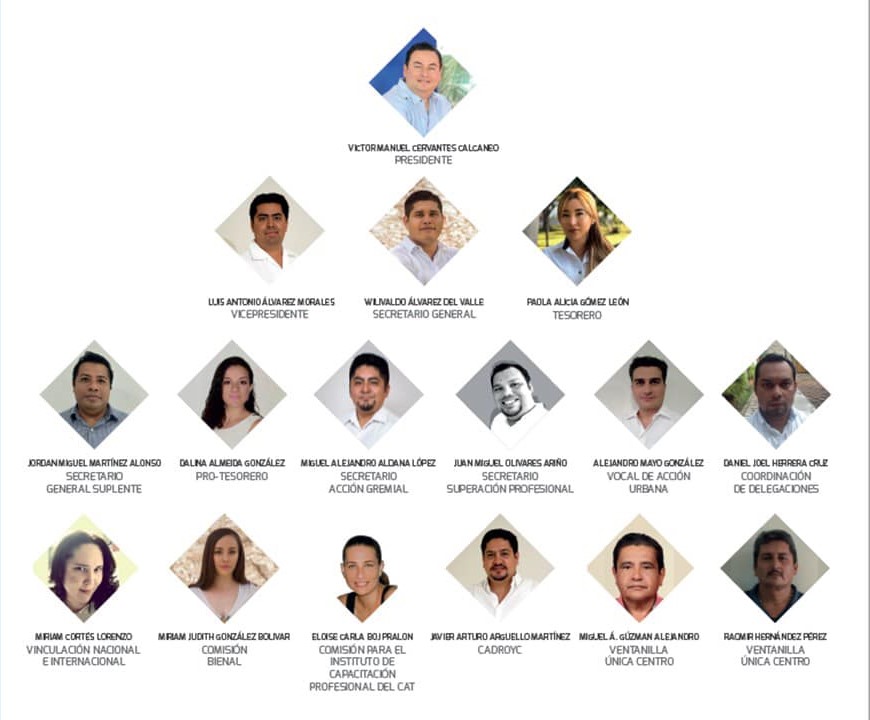 VICTOR MANUEL CERVANTES CALCANEO
PRESIDENTE
LUIS ANTONIO ÁLVAREZ MORALES
VICEPRESIDENTE
WILIVALDO ÁLVAREZ DEL VALLE
SECRETARIO GENERAL
PAOLA ALICIA GÓMEZ LEÓN
TESORERO
JORDAN MIGUEL MARTÍNEZ ALONSO
SECRETARIO
GENERAL SUPLENTE
DALINA ALMEIDA GONZÁLEZ
PRO-TESORERO
MIGUEL ALEJANDRO ALDANA LÓPEZ
SECRETARIO
ACCIÓN GREMIAL
JUAN MIGUEL OLIVARES ARIÑO
SECRETARIO
SUPERACIÓN PROFESIONAL
ALEJANDRO MAYO GONZÁLEZ
VOCAL DE ACCIÓN
URBANA
DANIEL JOEL HERRERA CRUZ
COORDINACIÓN
DE DELEGACIONES
MIRIAM CORTÉS LORENZO
VINCULACIÓN NACIONAL
E INTERNACIONAL
MIRIAM JUDITH GONZÁLEZ BOLIVAR
COMISIÓN
BIENAL
ELOISE CARLA BOJ PRALON
COMISIÓN PARA EL
INSTITUTO DE
CAPACITACIÓN
PROFESIONAL DEL CAT
JAVIER ARTURO ARGUELLO MARTÍNEZ
CADROYC
MIGUEL Á. GÚZMAN ALEJANDRO
VENTANILLA
ÚNICA CENTRO
RACMIR HERNÁNDEZ PÉREZ
VENTANILLA
ÚNICA CENTRO